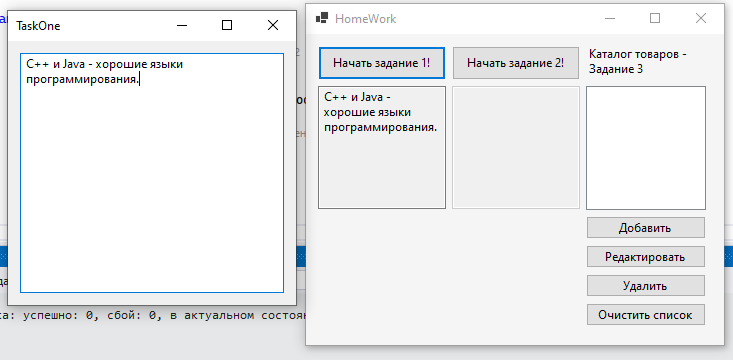 TaskOne
C++ и Java - хорошие языки
программирования.
HomeWork
Начать задание 1!
Начать задание 2!
Каталог товаров -
Задание 3
C++ и Java -
хорошие языки
программирования.
Добавить
Редактировать
Удалить
Очистить список
успешно: 0, сбой: 0, в актуальном